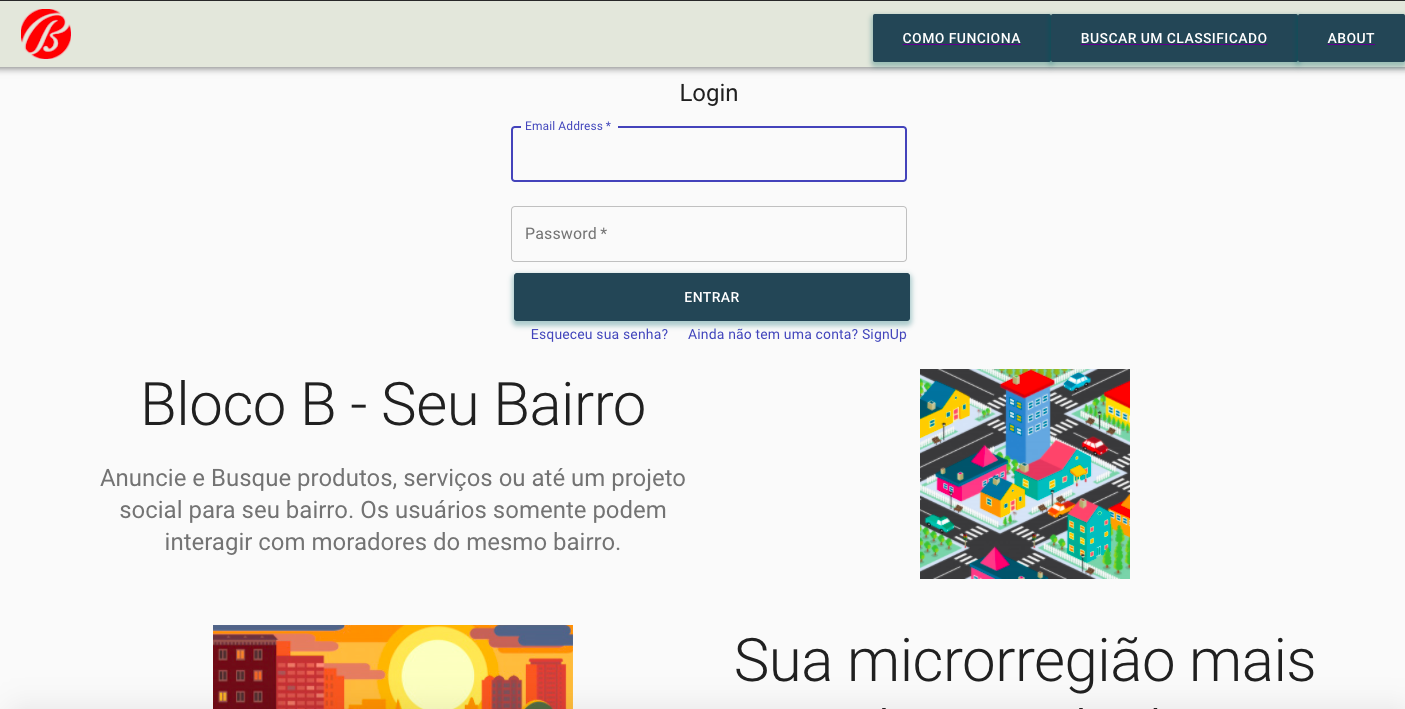 B
COMO FUNCIONA
BUSCAR UM CLASSIFICADO
ABOUT
Login
Email Address *
Password *
ENTRAR
Esqueceu sua senha?
Ainda não tem uma conta? SignUp
Bloco B - Seu Bairro
Anuncie e Busque produtos, serviços ou até um projeto
social para seu bairro. Os usuários somente podem
interagir com moradores do mesmo bairro.
Sua microrregião mais